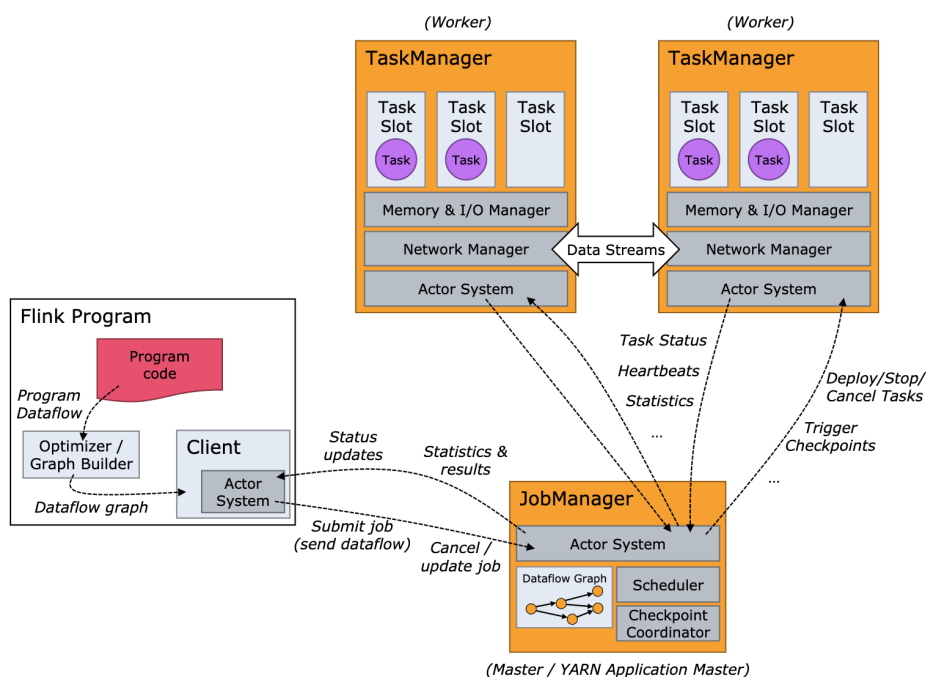 (Worker)
(Worker)
TaskManager
Task
Slot
Task
Slot
Task
Slot
Task
Task
Memory & I/O Manager
Network Manager
Actor System
TaskManager
Task
Slot
Task
Slot
Task
Slot
Task
Task
Memory & I/O Manager
Network Manager
Actor System
Data Streams
Flink Program
Program
code
Program
Dataflow
Optimizer /
Graph Builder
Dataflow graph
Client
Actor
System
Status
updates
Statistics &
results
Submit job
(send dataflow)
Cancel /
update job
Task Status
Heartbeats
Statistics
...
Deploy/Stop/
Cancel Tasks
Trigger
Checkpoints
...
JobManager
Actor System
Dataflow Graph
Scheduler
Checkpoint
Coordinator
(Master / YARN Application Master)